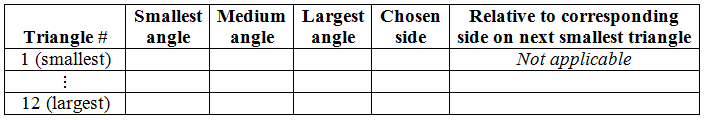 Triangle # Smallest angle Medium angle Largest angle Chosen side Relative to corresponding side on next smallest triangle
1 (smallest) Not applicable
⋮
12 (largest)